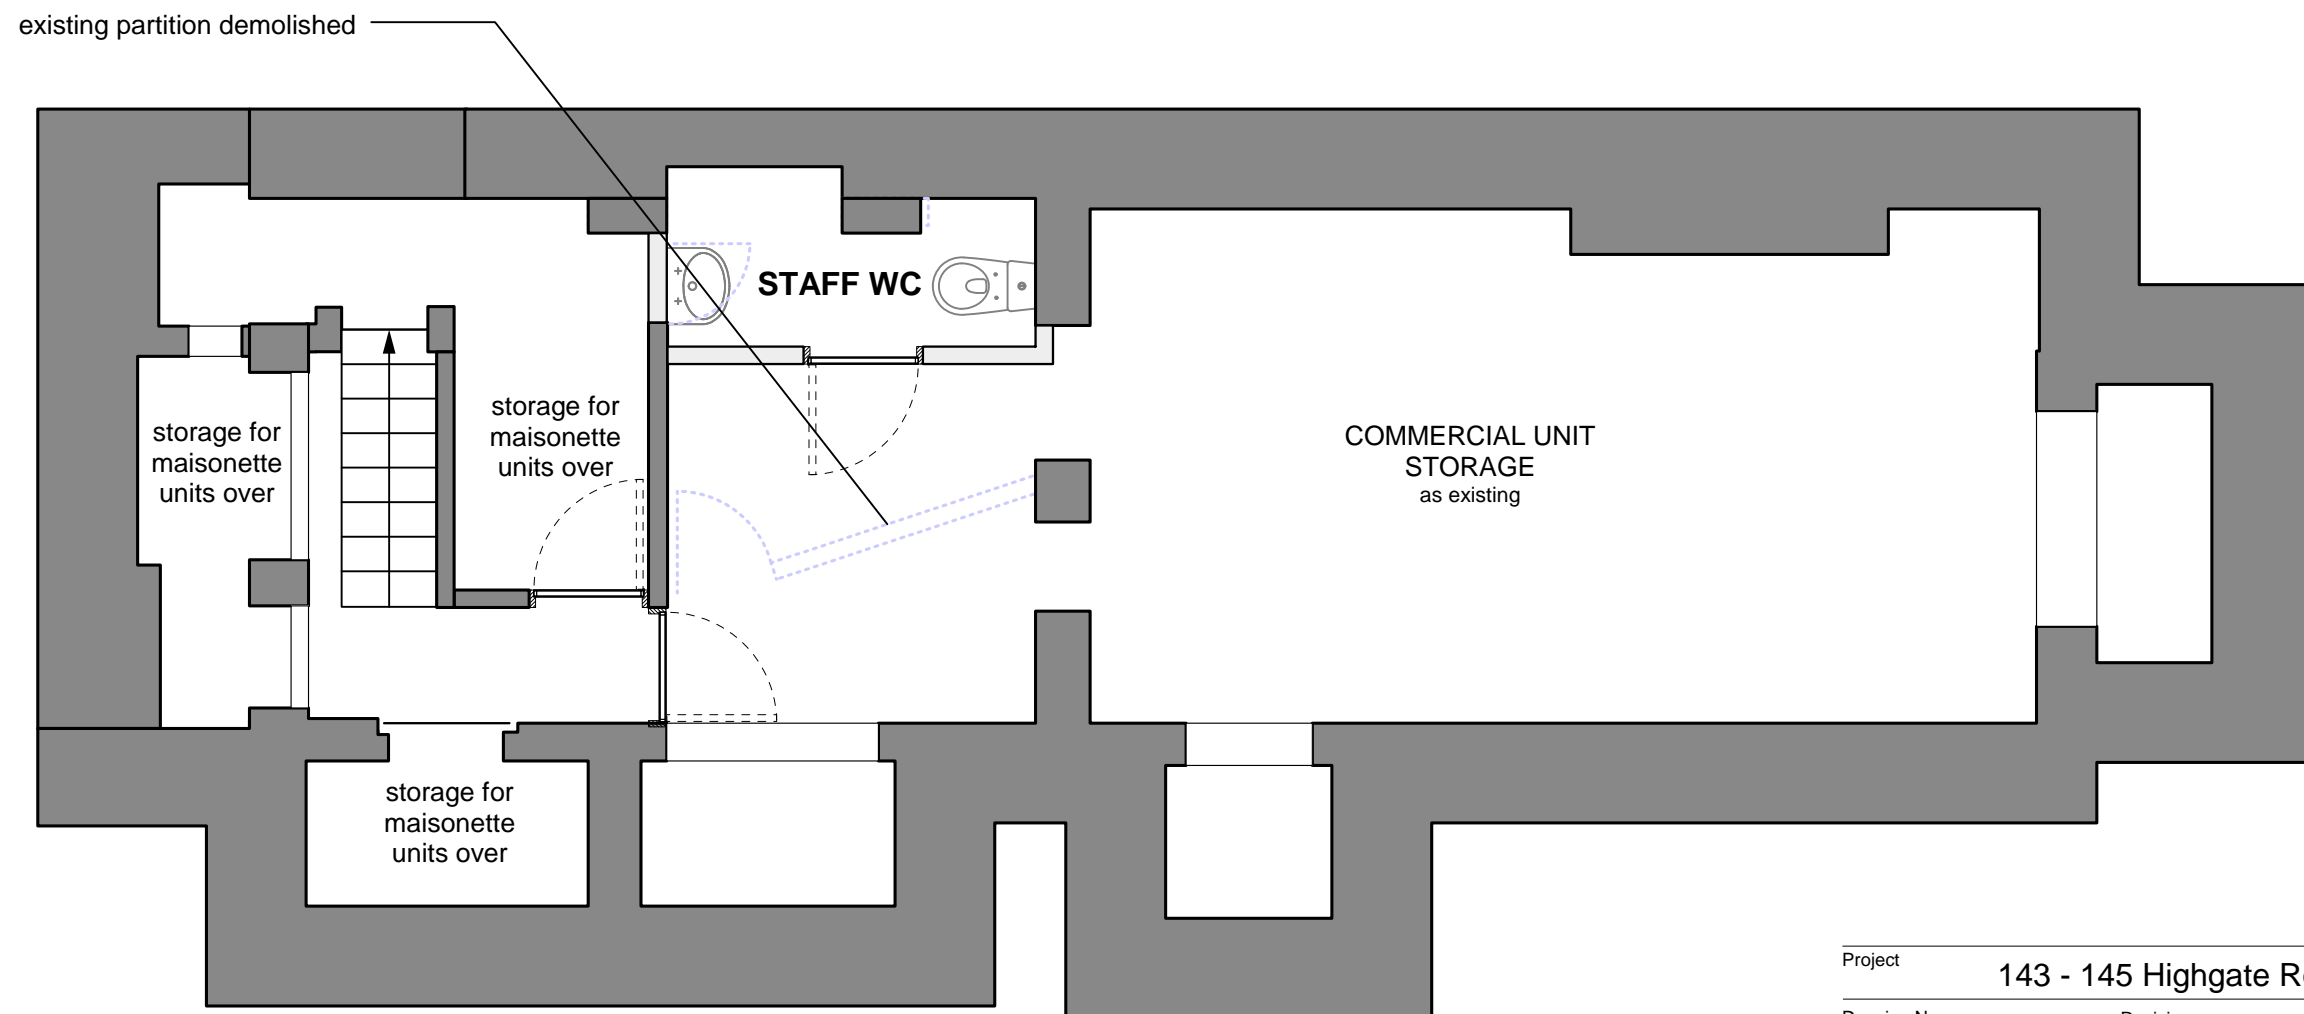 existing partition demolished
STAFF WC
storage for
maisonette
units over
storage for
maisonette
units over
COMMERCIAL UNIT
STORAGE
as existing
storage for
maisonette
units over
Project
143 - 145 Highgate